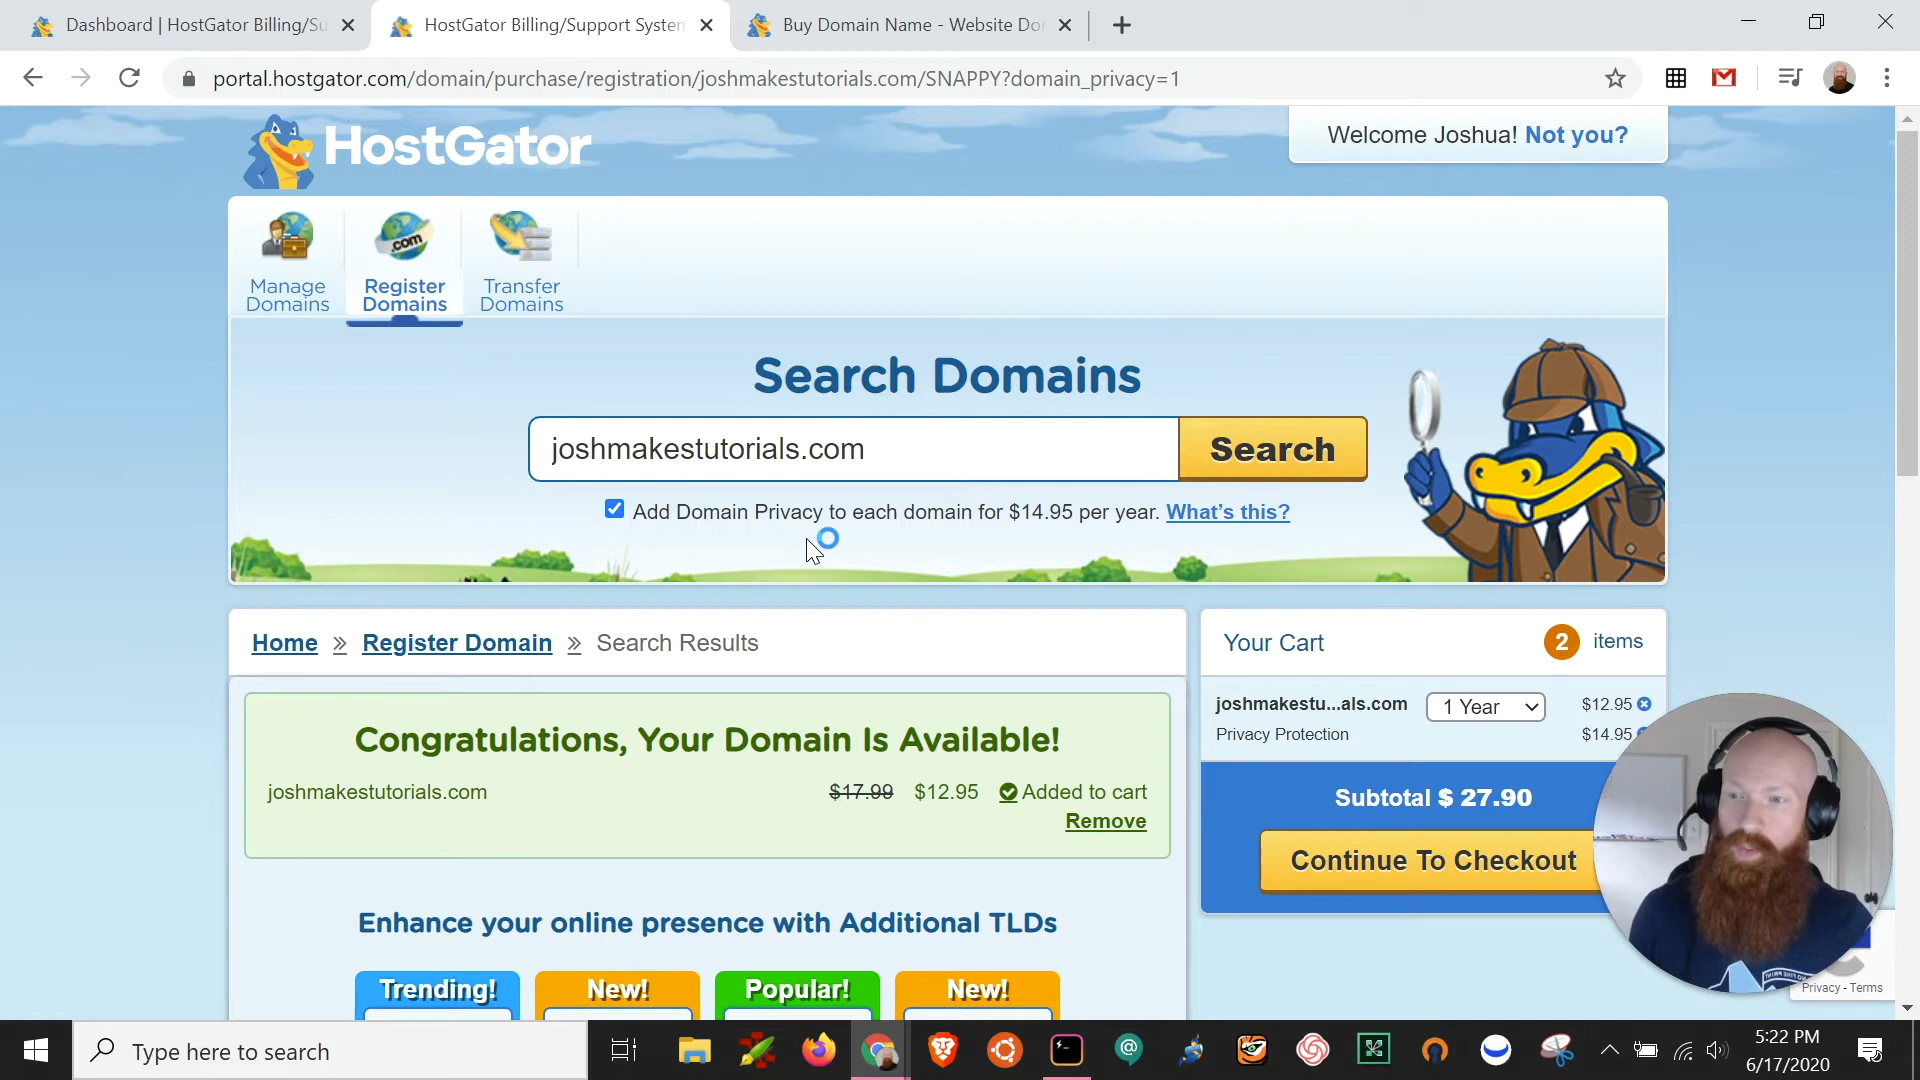 Dashboard | HostGator Billing/Su
HostGator Billing/Support System
Buy Domain Name - Website Do
portal.hostgator.com/domain/purchase/registration/joshmakestutorials.com/SNAPPY?domain_privacy=1
HostGator
Welcome Joshua! Not you?
.com
Manage Domains
Register Domains
Transfer Domains
Search Domains
joshmakestutorials.com
Search
Add Domain Privacy to each domain for $14.95 per year. What's this?
Home » Register Domain » Search Results
Your Cart 2 items
joshmakestu...als.com 1 Year $12.95
Privacy Protection $14.95
Subtotal $ 27.90
Continue To Checkout
Congratulations, Your Domain Is Available!
joshmakestutorials.com $17.99 $12.95 Added to cart
Remove
Enhance your online presence with Additional TLDs
Trending! New! Popular! New!
Privacy - Terms
Type here to search
5:22 PM
6/17/2020